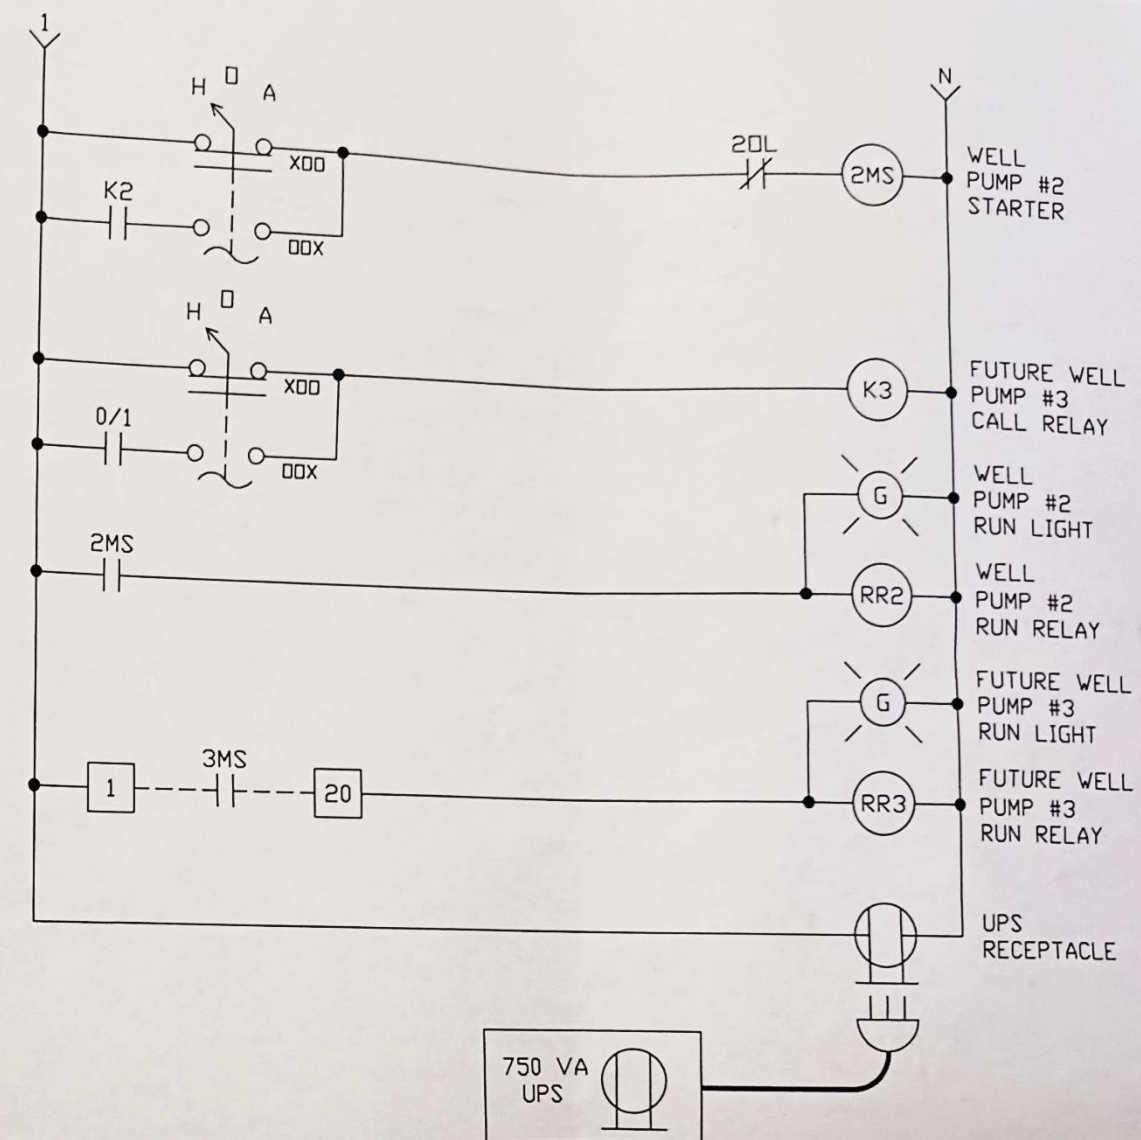 1
N
H O A
XOO
2OL
2MS
WELL
PUMP #2
STARTER
K2
OOX
H O A
XOO
K3
FUTURE WELL
PUMP #3
CALL RELAY
0/1
OOX
G
WELL
PUMP #2
RUN LIGHT
2MS
RR2
WELL
PUMP #2
RUN RELAY
G
FUTURE WELL
PUMP #3
RUN LIGHT
1
3MS
20
RR3
FUTURE WELL
PUMP #3
RUN RELAY
UPS
RECEPTACLE
750 VA
UPS